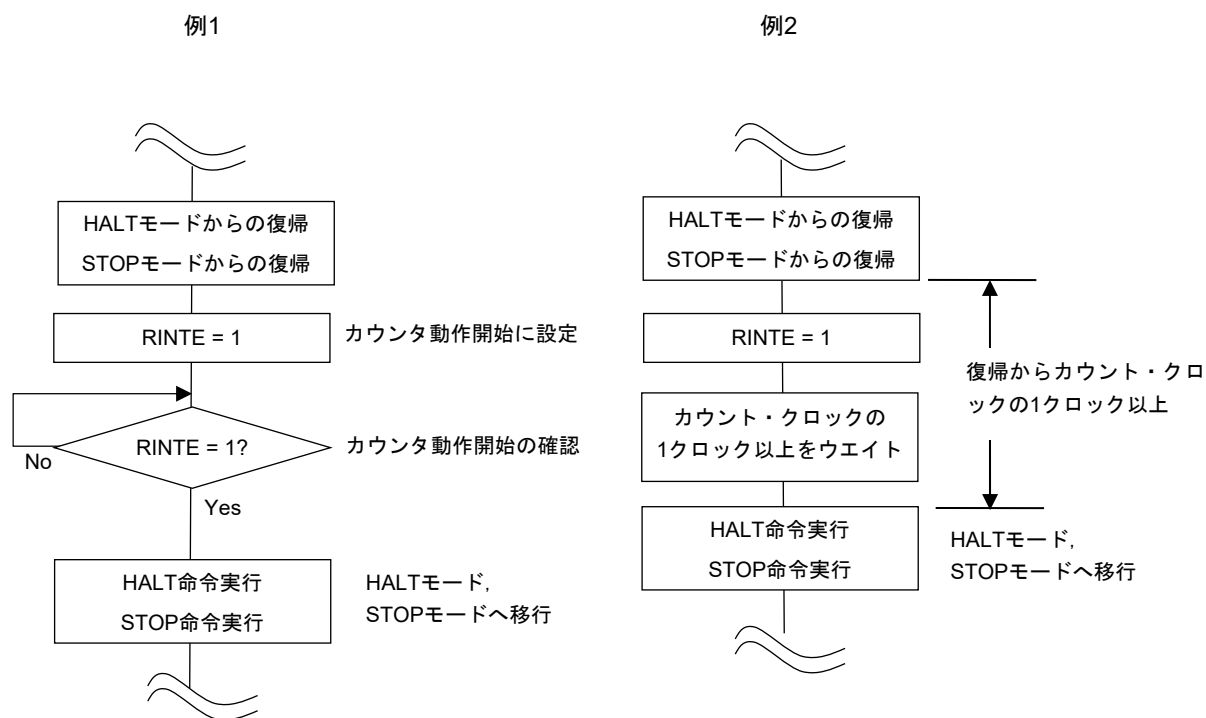 例1
HALTモードからの復帰
STOPモードからの復帰
RINTE = 1
カウンタ動作開始に設定
RINTE = 1?
カウンタ動作開始の確認
No
Yes
HALT命令実行
STOP命令実行
HALTモード,
STOPモードへ移行
例2
HALTモードからの復帰
STOPモードからの復帰
RINTE = 1
復帰からカウント・クロ
ックの1クロック以上
カウント・クロックの
1クロック以上をウエイト
HALT命令実行
STOP命令実行
HALTモード,
STOPモードへ移行